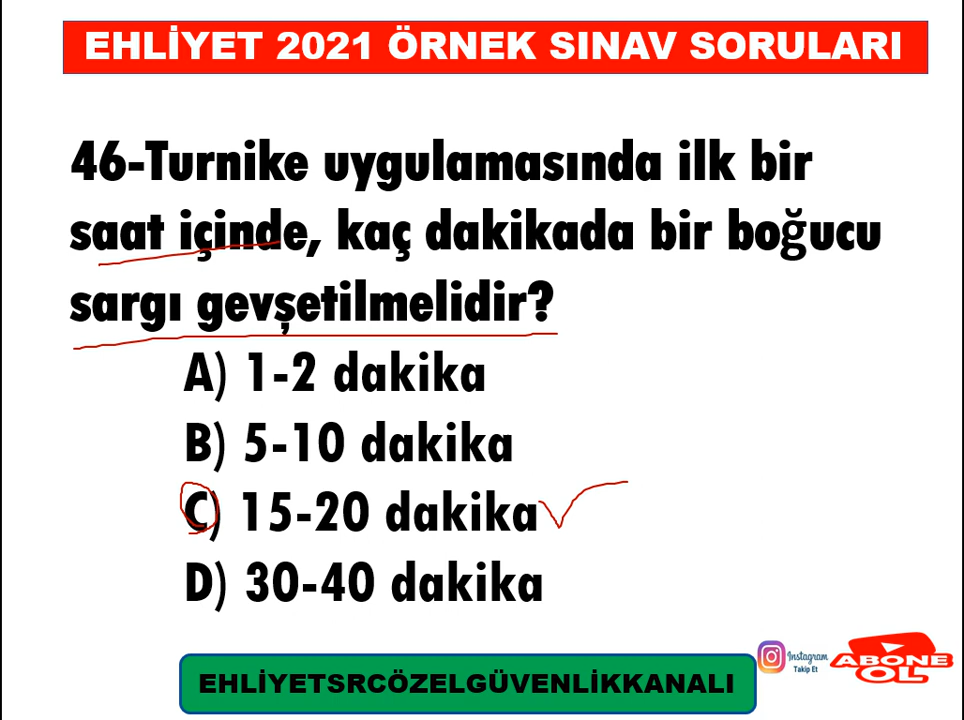 EHLİYET 2021 ÖRNEK SINAV SORULARI
46-Turnike uygulamasında ilk bir
saat içinde, kaç dakikada bir boğucu
sargı gevşetilmelidir?
A) 1-2 dakika
B) 5-10 dakika
C) 15-20 dakika
D) 30-40 dakika
Instagram
Takip Et
ABONE
OL
EHLİYETSRCÖZELGÜVENLİKKANALI